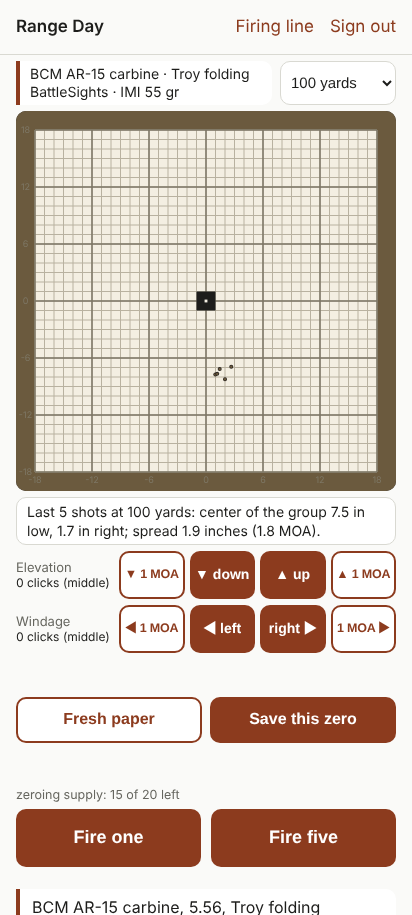 Range Day
Firing line
Sign out
BCM AR-15 carbine · Troy folding
BattleSights · IMI 55 gr
100 yards
18
12
6
0
-6
-12
-18
-18
-12
-6
0
6
12
18
Last 5 shots at 100 yards: center of the group 7.5 in
low, 1.7 in right; spread 1.9 inches (1.8 MOA).
Elevation
0 clicks (middle)
▼ 1 MOA
▼ down
▲ up
▲ 1 MOA
Windage
0 clicks (middle)
◀ 1 MOA
◀ left
right ▶
1 MOA ▶
Fresh paper
Save this zero
zeroing supply: 15 of 20 left
Fire one
Fire five
BCM AR-15 carbine, 5.56, Troy folding